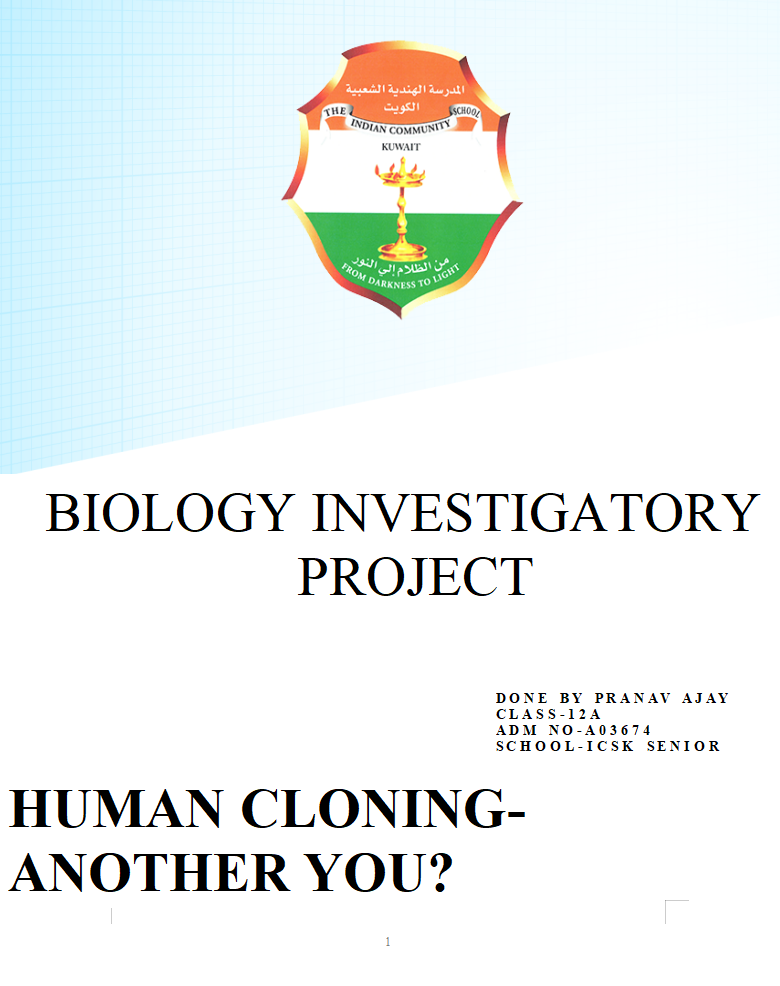 المدرسة الهندية الشعبية
الكويت
THE SCHOOL
INDIAN COMMUNITY
KUWAIT
من الظلام إلي النور
FROM DARKNESS TO LIGHT
BIOLOGY INVESTIGATORY
PROJECT
DONE BY PRANAV AJAY
CLASS-12A
ADM NO-A03674
SCHOOL-ICSK SENIOR
HUMAN CLONING-
ANOTHER YOU?
1